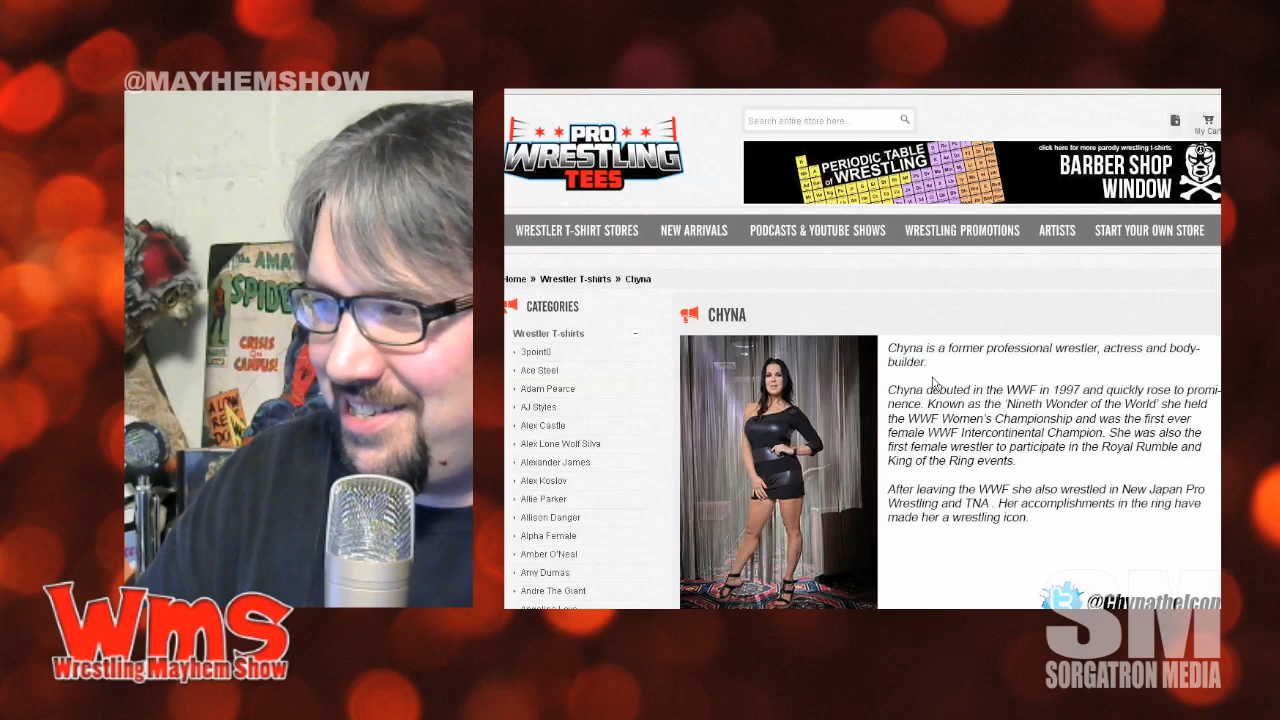 @MAYHEMSHOW
the AMA
SPIDE
CRISIS
ON
CAMPUS!
A LOW
WMS
Wrestling Mayhem Show
PRO
WRESTLING
TEES
Search entire store here...
My Cart
PERIODIC TABLE
of WRESTLING
click here for more parody wrestling t-shirts
BARBER SHOP
WINDOW
WRESTLER T-SHIRT STORES NEW ARRIVALS PODCASTS & YOUTUBE SHOWS WRESTLING PROMOTIONS ARTISTS START YOUR OWN STORE
Home » Wrestler T-shirts » Chyna
CATEGORIES
Wrestler T-shirts
3point0
Ace Steel
Adam Pearce
AJ Styles
Alex Castle
Alex Lone Wolf Silva
Alexander James
Alex Koslov
Allie Parker
Allison Danger
Alpha Female
Amber O'Neal
Amy Dumas
Andre The Giant
Angelina Love
CHYNA
Chyna is a former professional wrestler, actress and body-
builder.
Chyna debuted in the WWF in 1997 and quickly rose to promi-
nence. Known as the 'Nineth Wonder of the World' she held
the WWF Women's Championship and was the first ever
female WWF Intercontinental Champion. She was also the
first female wrestler to participate in the Royal Rumble and
King of the Ring events.
After leaving the WWF she also wrestled in New Japan Pro
Wrestling and TNA . Her accomplishments in the ring have
made her a wrestling icon.
@ChynatheIcon
SM
SORGATRON MEDIA